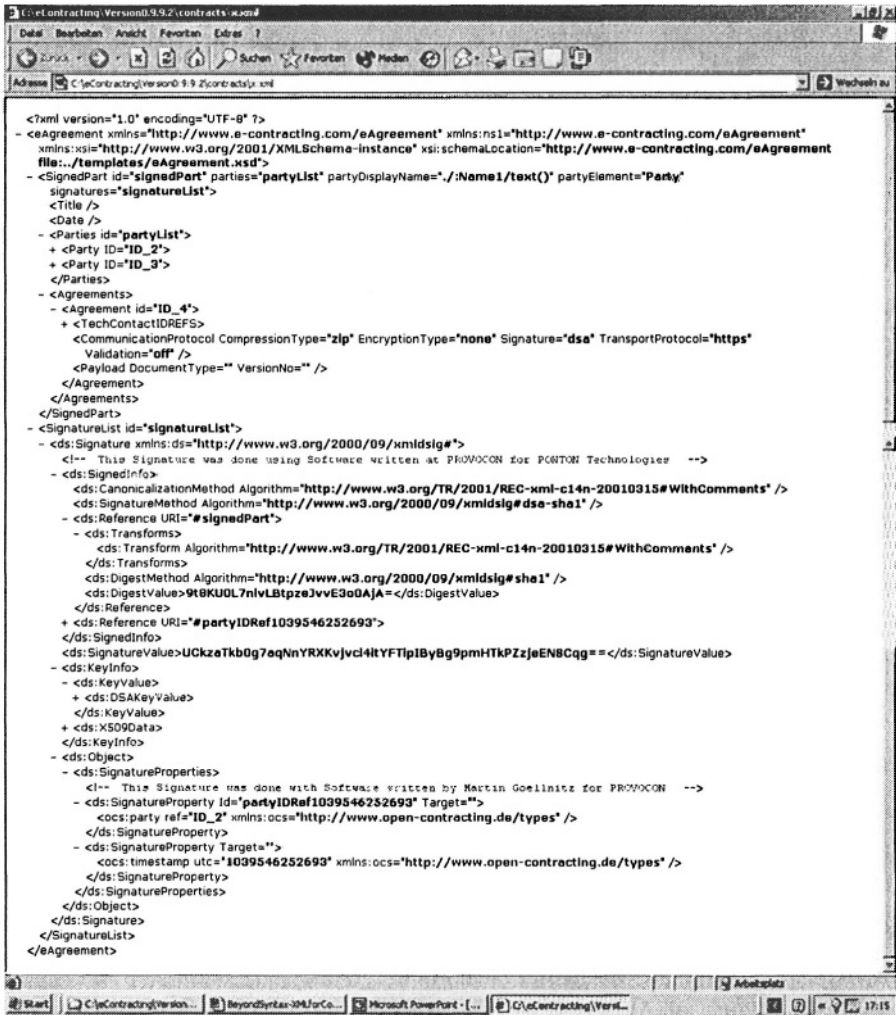 C:\eContracting\Version0.9.9.2\contracts\x.xml
Datei Bearbeiten Ansicht Favoriten Extras ?
Zurück Suchen Favoriten Medien
Adresse C:\eContracting\Version0.9.9.2\contracts\x.xml Wechseln zu
<?xml version="1.0" encoding="UTF-8" ?>
- <eAgreement xmlns="http://www.e-contracting.com/eAgreement" xmlns:ns1="http://www.e-contracting.com/eAgreement"
xmlns:xsi="http://www.w3.org/2001/XMLSchema-instance" xsi:schemaLocation="http://www.e-contracting.com/eAgreement
file:../templates/eAgreement.xsd">
- <SignedPart id="signedPart" parties="partyList" partyDisplayName="./:Name1/text()" partyElement="Party"
signatures="signatureList">
<Title />
<Date />
- <Parties id="partyList">
+ <Party ID="ID_2">
+ <Party ID="ID_3">
</Parties>
- <Agreements>
- <Agreement id="ID_4">
+ <TechContactIDREFS>
<CommunicationProtocol CompressionType="zip" EncryptionType="none" Signature="dsa" TransportProtocol="https"
Validation="off" />
<Payload DocumentType="" VersionNo="" />
</Agreement>
</Agreements>
</SignedPart>
- <SignatureList id="signatureList">
- <ds:Signature xmlns:ds="http://www.w3.org/2000/09/xmldsig#">
<!-- This Signature was done using Software written at PROVOCON for PONTON Technologies -->
- <ds:SignedInfo>
<ds:CanonicalizationMethod Algorithm="http://www.w3.org/TR/2001/REC-xml-c14n-20010315#WithComments" />
<ds:SignatureMethod Algorithm="http://www.w3.org/2000/09/xmldsig#dsa-sha1" />
- <ds:Reference URI="#signedPart">
- <ds:Transforms>
<ds:Transform Algorithm="http://www.w3.org/TR/2001/REC-xml-c14n-20010315#WithComments" />
</ds:Transforms>
<ds:DigestMethod Algorithm="http://www.w3.org/2000/09/xmldsig#sha1" />
<ds:DigestValue>9t8KU0L7nlvLBtpzeJvvE3o0AjA=</ds:DigestValue>
</ds:Reference>
+ <ds:Reference URI="#partyIDRef1039546252693">
</ds:SignedInfo>
<ds:SignatureValue>UCkzaTkb0g7aqNnYRXKvjvcl4itYFTlpIByBg9pmHTkPZzjeEN8Cqg==</ds:SignatureValue>
- <ds:KeyInfo>
- <ds:KeyValue>
+ <ds:DSAKeyValue>
</ds:KeyValue>
+ <ds:X509Data>
</ds:KeyInfo>
- <ds:Object>
- <ds:SignatureProperties>
<!-- This Signature was done with Software written by Martin Goellnitz for PROVOCON -->
- <ds:SignatureProperty Id="partyIDRef1039546252693" Target="">
<ocs:party ref="ID_2" xmlns:ocs="http://www.open-contracting.de/types" />
</ds:SignatureProperty>
- <ds:SignatureProperty Target="">
<ocs:timestamp utc="1039546252693" xmlns:ocs="http://www.open-contracting.de/types" />
</ds:SignatureProperty>
</ds:SignatureProperties>
</ds:Object>
</ds:Signature>
</SignatureList>
</eAgreement>
Arbeitsplatz
Start C:\eContracting\Version... BeyondSyntax-XMLforCo... Microsoft PowerPoint - [... C:\eContracting\Versi... 17:15